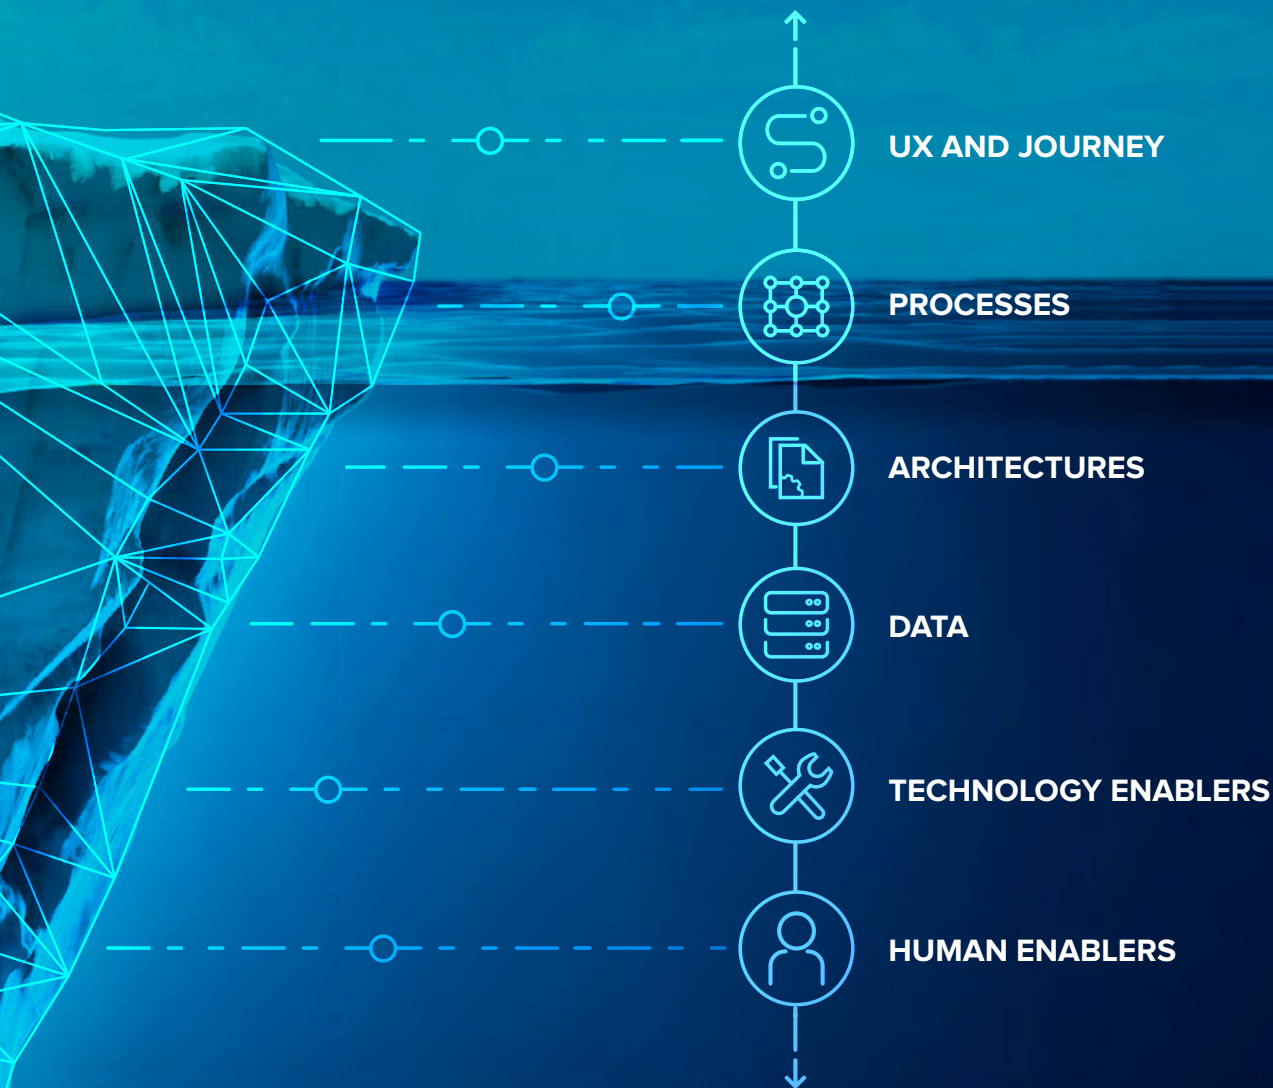 UX AND JOURNEY
PROCESSES
ARCHITECTURES
DATA
TECHNOLOGY ENABLERS
HUMAN ENABLERS